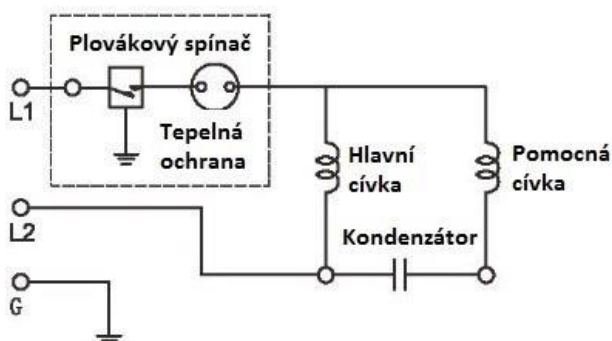 Plovákový spínač
L1
Tepelná
ochrana
Hlavní
cívka
Pomocná
cívka
L2
Kondenzátor
G